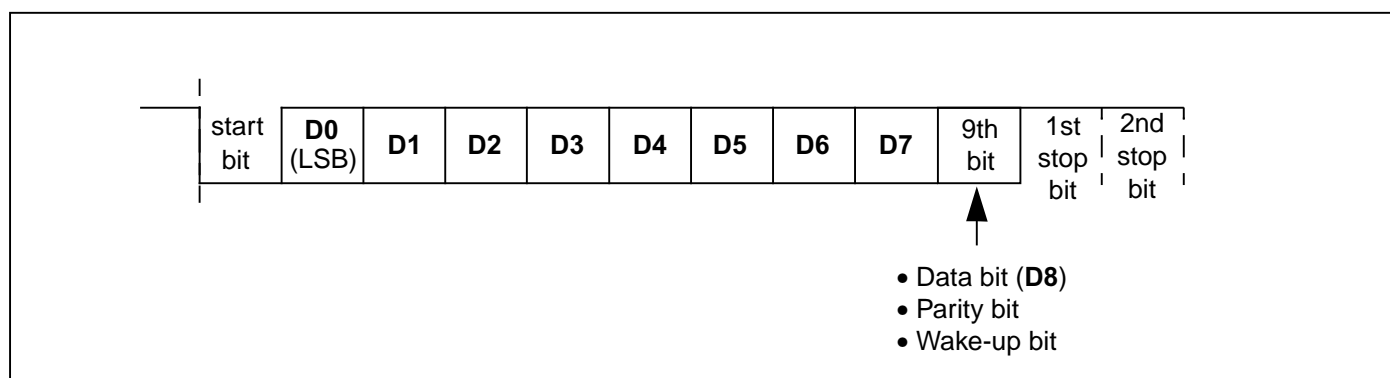 start bit
D0 (LSB)
D1
D2
D3
D4
D5
D6
D7
9th bit
1st stop bit
2nd stop bit
• Data bit (D8)
• Parity bit
• Wake-up bit